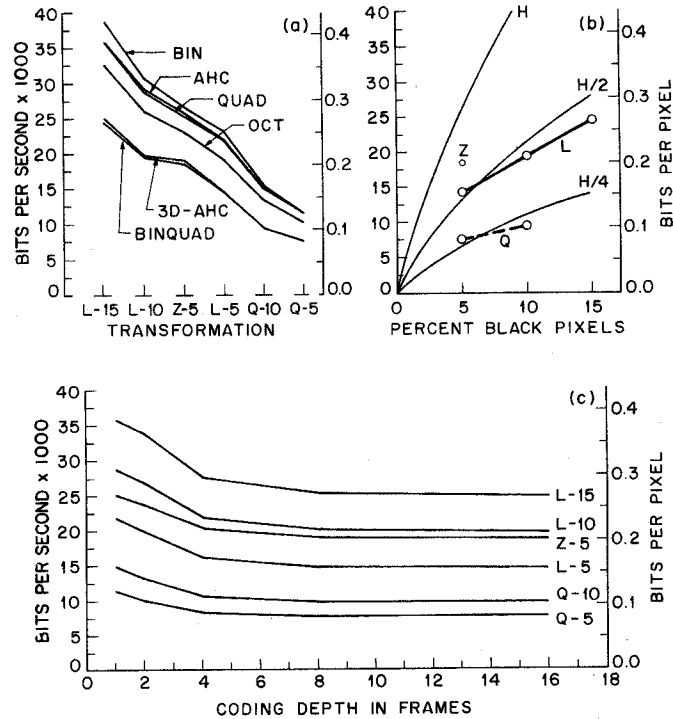 (a)
BITS PER SECOND x 1000
40
35
30
25
20
15
10
5
0
BIN
AHC
QUAD
OCT
3D-AHC
BINQUAD
0.4
0.3
0.2
0.1
0.0
L-15 L-10 Z-5 L-5 Q-10 Q-5
TRANSFORMATION
(b)
40
35
30
25
20
15
10
5
0
H
H/2
Z
L
H/4
Q
0.4
0.3
0.2
0.1
0.0
BITS PER PIXEL
0 5 10 15
PERCENT BLACK PIXELS
(c)
BITS PER SECOND x 1000
40
35
30
25
20
15
10
5
0
L-15
L-10
Z-5
L-5
Q-10
Q-5
0.4
0.3
0.2
0.1
0.0
BITS PER PIXEL
0 2 4 6 8 10 12 14 16 18
CODING DEPTH IN FRAMES